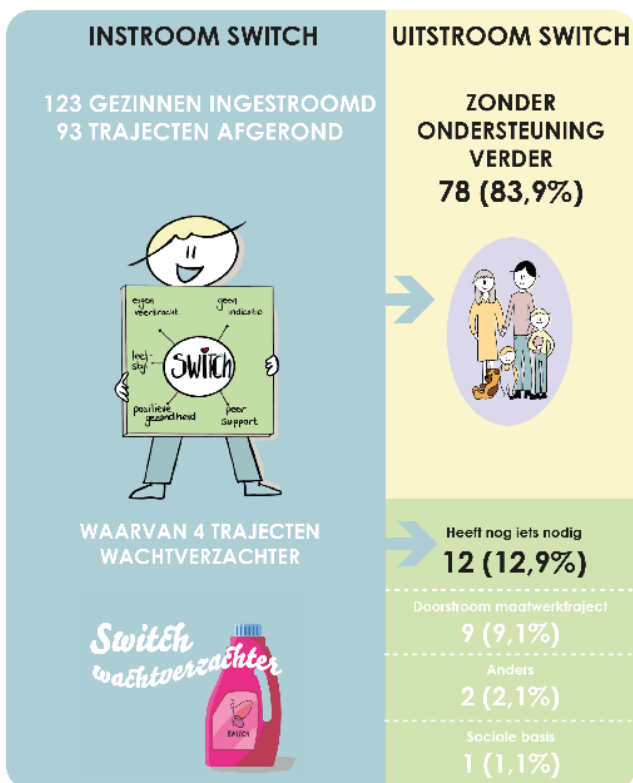 INSTROOM SWITCH
123 GEZINNEN INGESTROOMD
93 TRAJECTEN AFGEROND
eigen
veerkracht
geen
indicatie
leef-
stijl
SWITCH
positieve
gezondheid
peer
support
WAARVAN 4 TRAJECTEN
WACHTVERZACHTER
Switch
wachtverzachter
SWITCH
UITSTROOM SWITCH
ZONDER
ONDERSTEUNING
VERDER
78 (83,9%)
Heeft nog iets nodig
12 (12,9%)
Doorstroom maatwerktraject
9 (9,1%)
Anders
2 (2,1%)
Sociale basis
1 (1,1%)